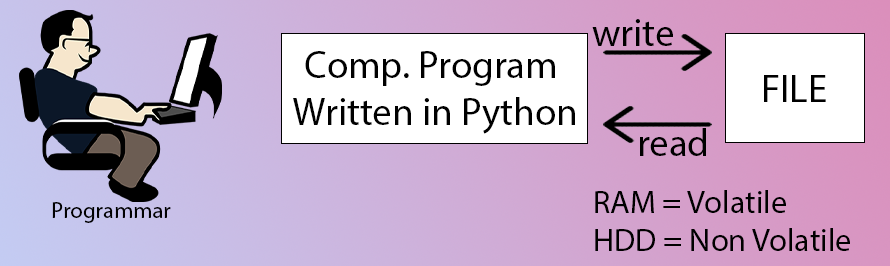 Programmar
Comp. Program
Written in Python
write
read
FILE
RAM = Volatile
HDD = Non Volatile